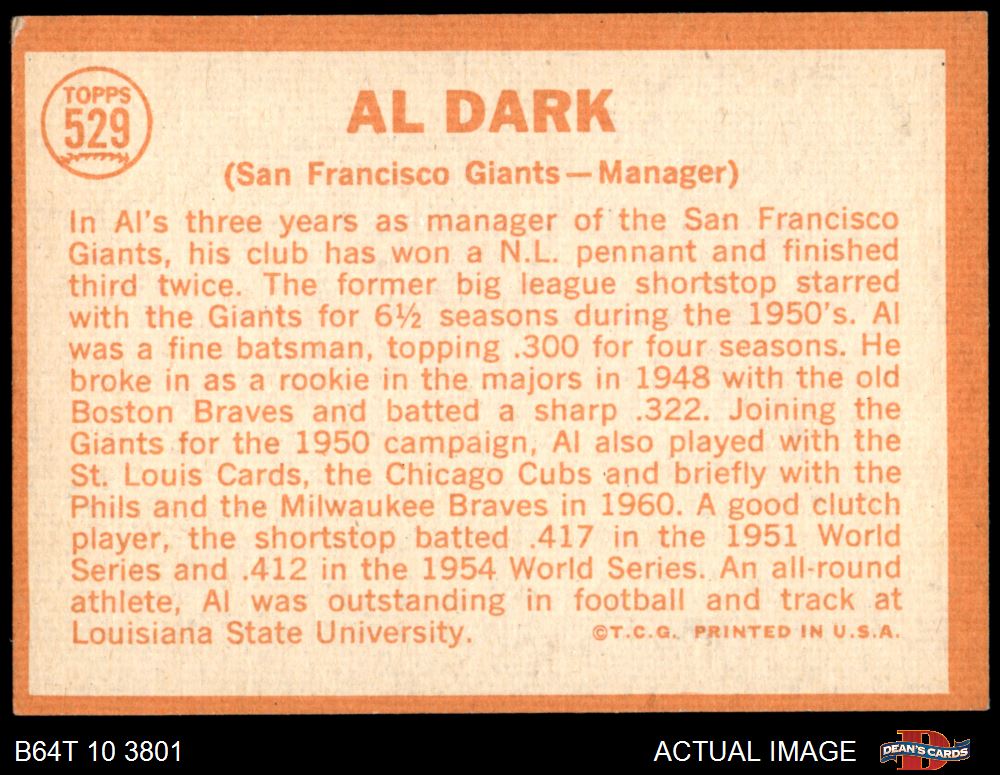 TOPPS
529
AL DARK
(San Francisco Giants—Manager)
In Al's three years as manager of the San Francisco
Giants, his club has won a N.L. pennant and finished
third twice. The former big league shortstop starred
with the Giants for 6½ seasons during the 1950's. Al
was a fine batsman, topping .300 for four seasons. He
broke in as a rookie in the majors in 1948 with the old
Boston Braves and batted a sharp .322. Joining the
Giants for the 1950 campaign, Al also played with the
St. Louis Cards, the Chicago Cubs and briefly with the
Phils and the Milwaukee Braves in 1960. A good clutch
player, the shortstop batted .417 in the 1951 World
Series and .412 in the 1954 World Series. An all-round
athlete, Al was outstanding in football and track at
Louisiana State University. ©T.C.G. PRINTED IN U.S.A.
B64T 10 3801 ACTUAL IMAGE D DEAN'S CARDS